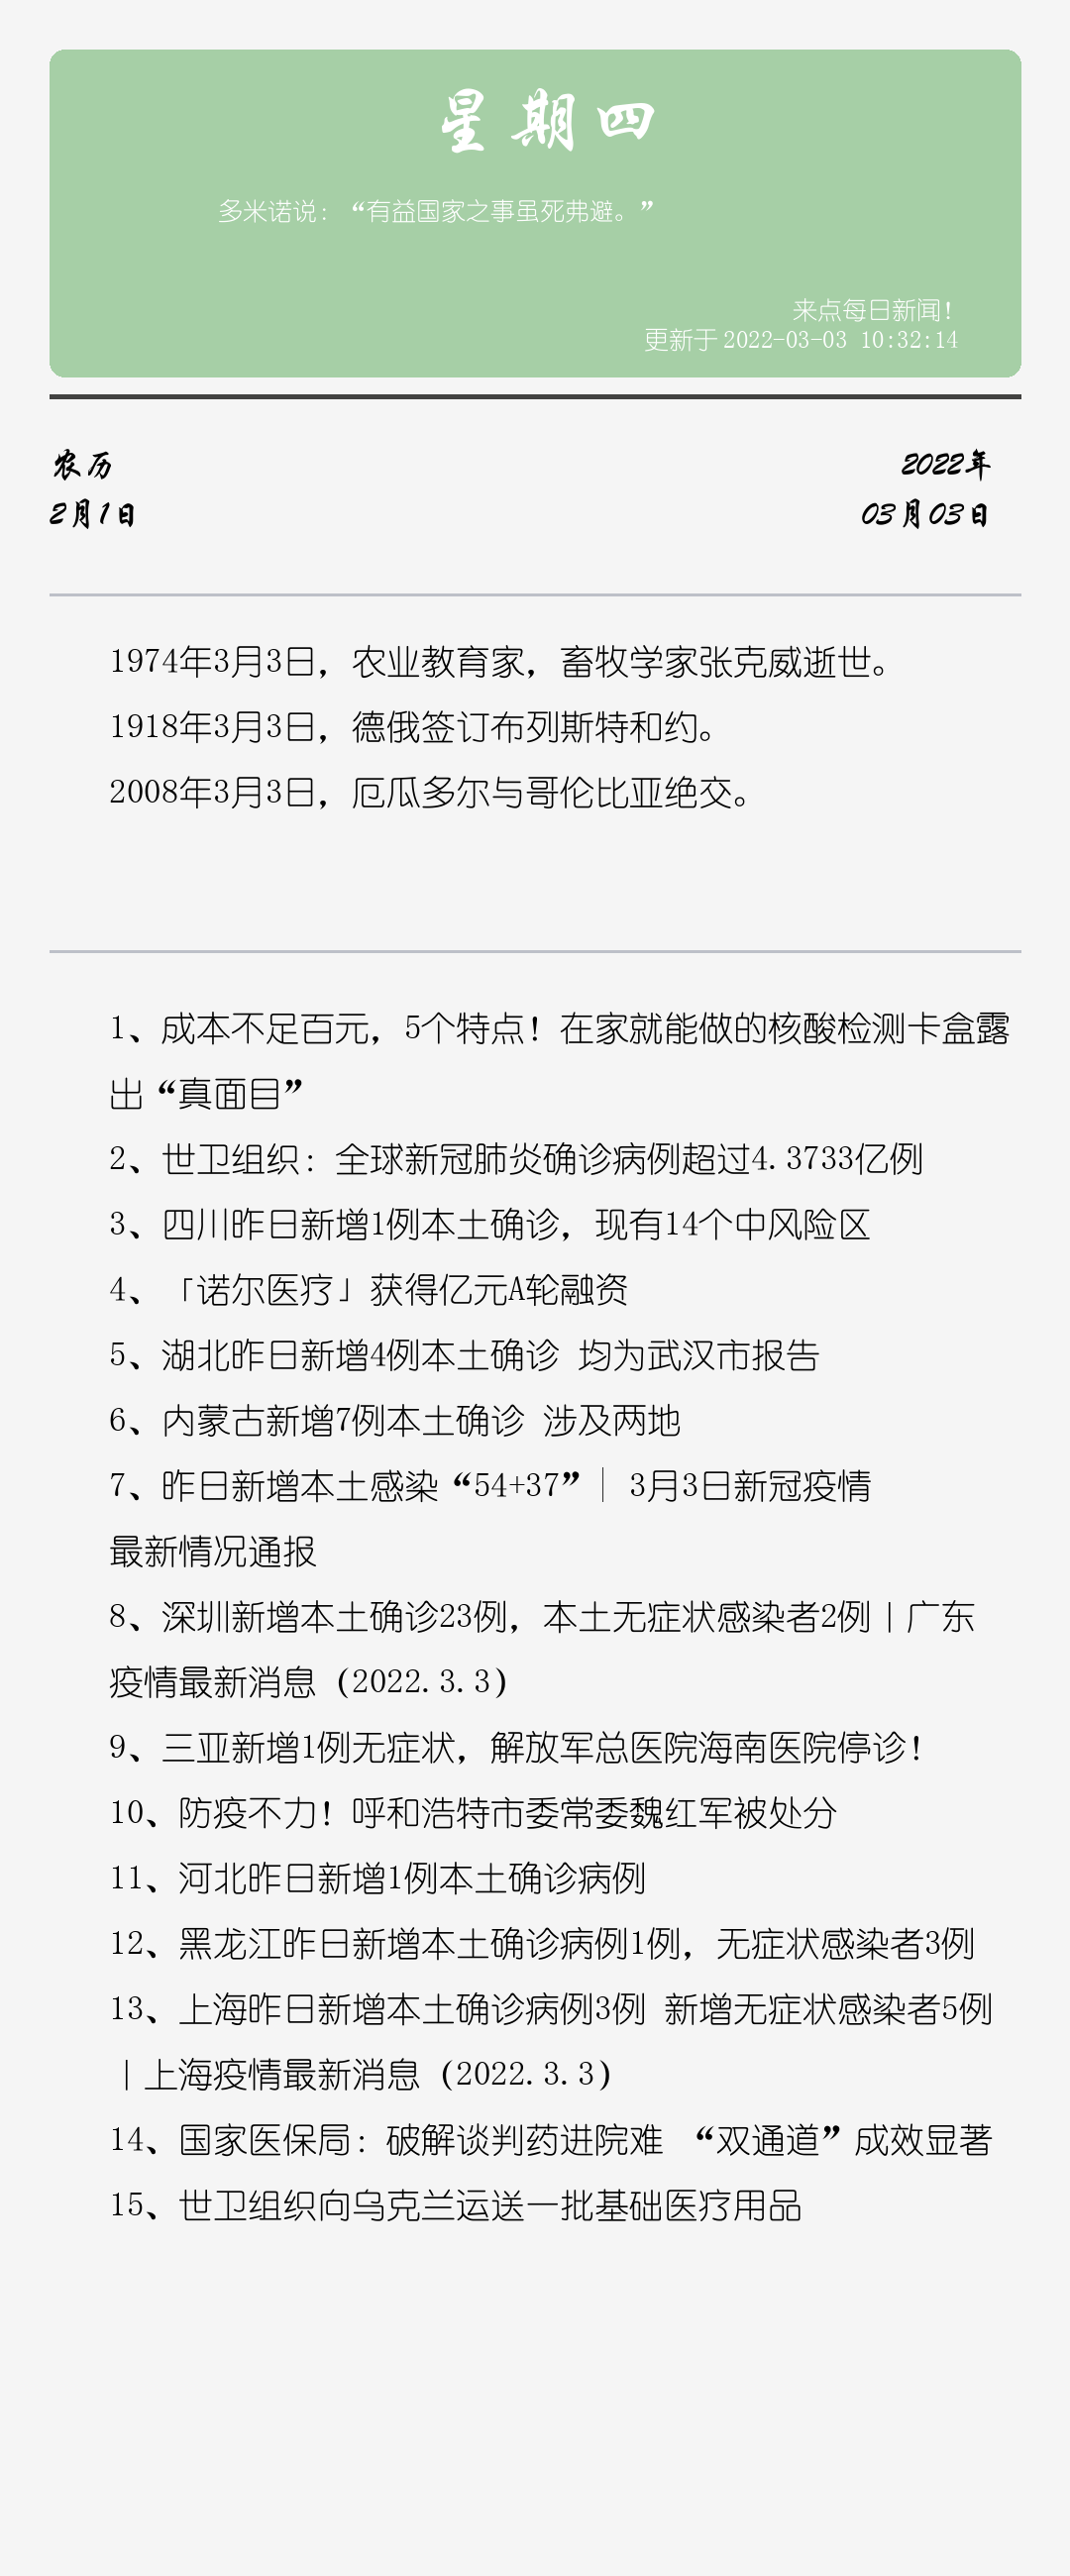 星期四
多米诺说：“有益国家之事虽死弗避。”
来点每日新闻！
更新于 2022-03-03 10:32:14
农历
2022年
2月1日
03月03日
1974年3月3日，农业教育家，畜牧学家张克威逝世。
1918年3月3日，德俄签订布列斯特和约。
2008年3月3日，厄瓜多尔与哥伦比亚绝交。
1、成本不足百元，5个特点！在家就能做的核酸检测卡盒露
出“真面目”
2、世卫组织：全球新冠肺炎确诊病例超过4.3733亿例
3、四川昨日新增1例本土确诊，现有14个中风险区
4、「诺尔医疗」获得亿元A轮融资
5、湖北昨日新增4例本土确诊 均为武汉市报告
6、内蒙古新增7例本土确诊 涉及两地
7、昨日新增本土感染“54+37”│ 3月3日新冠疫情
最新情况通报
8、深圳新增本土确诊23例，本土无症状感染者2例丨广东
疫情最新消息（2022.3.3）
9、三亚新增1例无症状，解放军总医院海南医院停诊！
10、防疫不力！呼和浩特市委常委魏红军被处分
11、河北昨日新增1例本土确诊病例
12、黑龙江昨日新增本土确诊病例1例，无症状感染者3例
13、上海昨日新增本土确诊病例3例 新增无症状感染者5例
丨上海疫情最新消息（2022.3.3）
14、国家医保局：破解谈判药进院难 “双通道”成效显著
15、世卫组织向乌克兰运送一批基础医疗用品